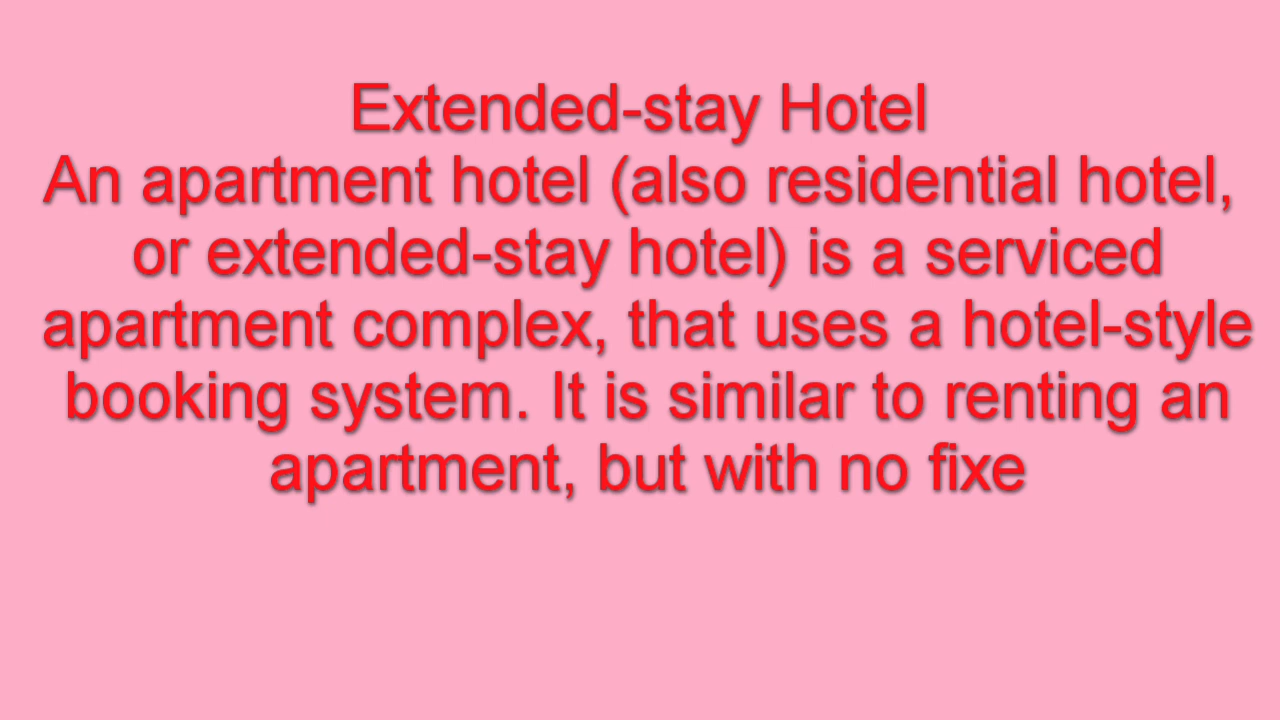 Extended-stay Hotel
An apartment hotel (also residential hotel,
or extended-stay hotel) is a serviced
apartment complex, that uses a hotel-style
booking system. It is similar to renting an
apartment, but with no fixe